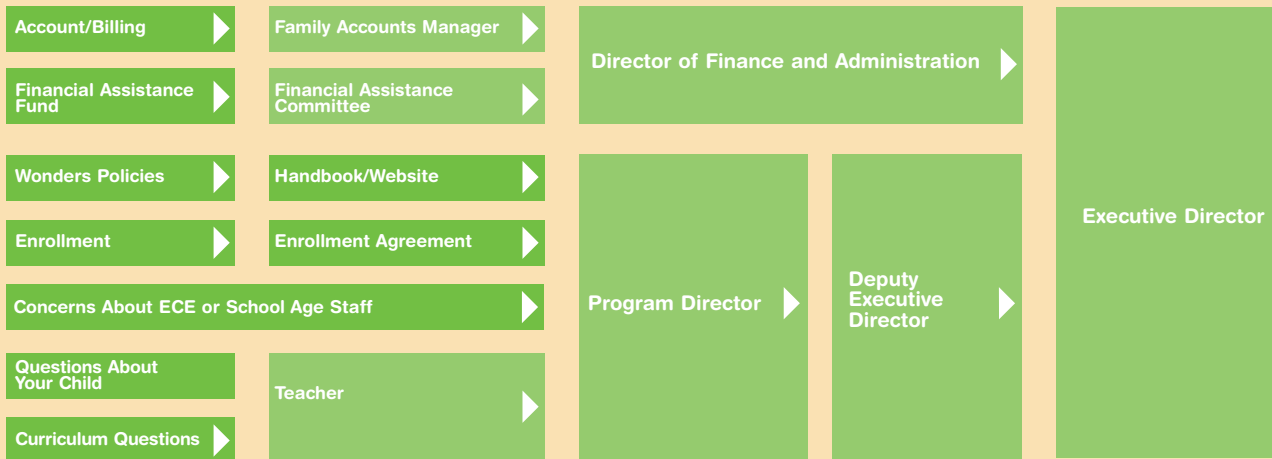 Account/Billing
Family Accounts Manager
Director of Finance and Administration
Financial Assistance
Fund
Financial Assistance
Committee
Wonders Policies
Handbook/Website
Enrollment
Enrollment Agreement
Concerns About ECE or School Age Staff
Questions About
Your Child
Teacher
Curriculum Questions
Program Director
Deputy
Executive
Director
Executive Director